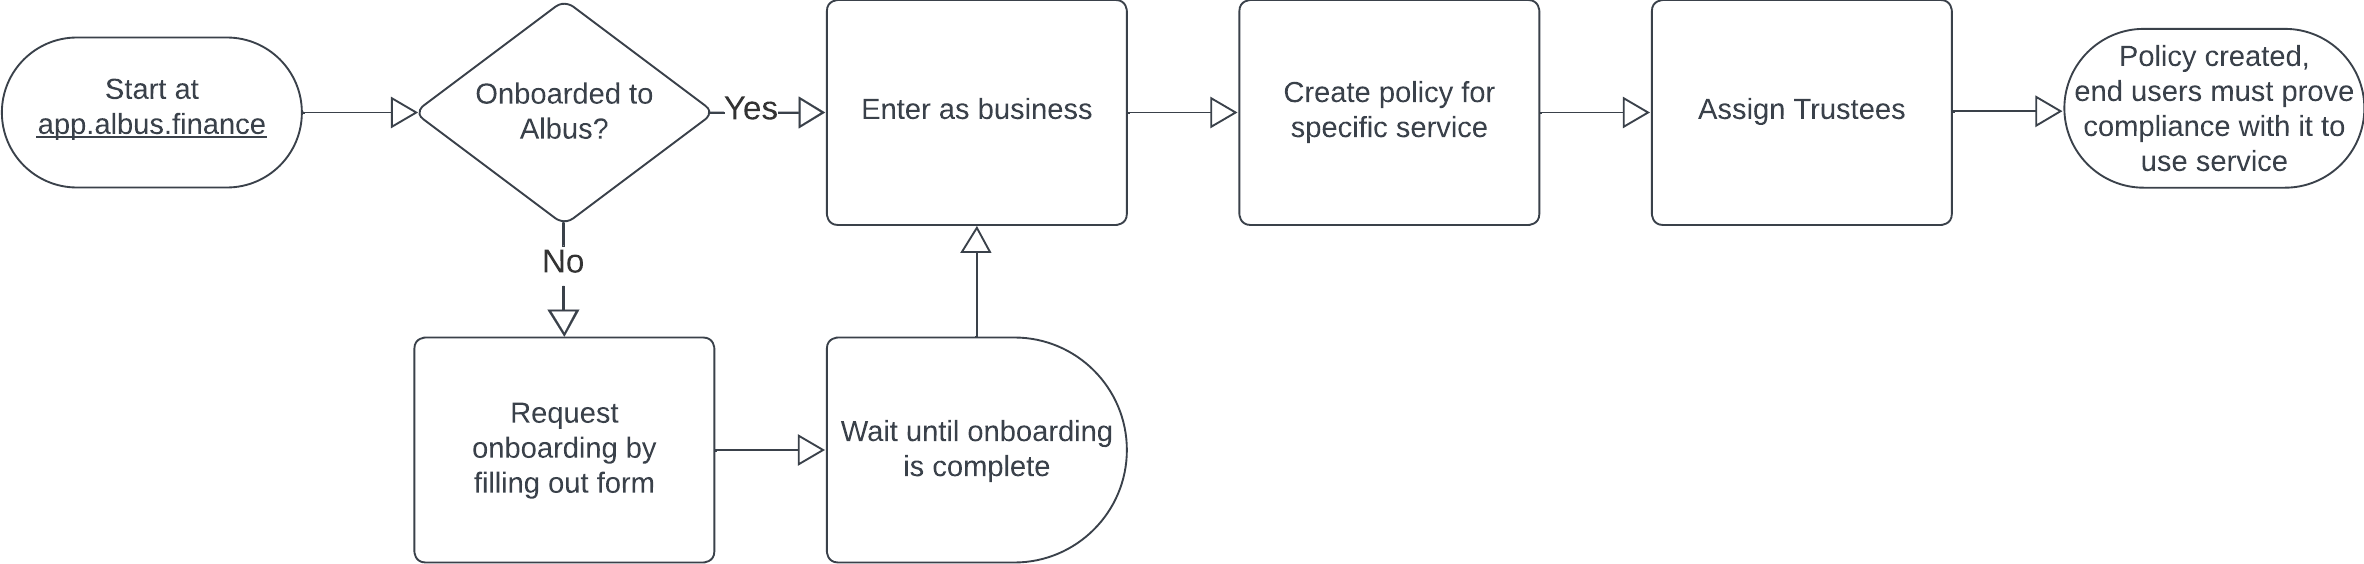 Start at
app.albus.finance
Onboarded to
Albus?
Yes
Enter as business
Create policy for
specific service
Assign Trustees
Policy created,
end users must prove
compliance with it to
use service
No
Request
onboarding by
filling out form
Wait until onboarding
is complete